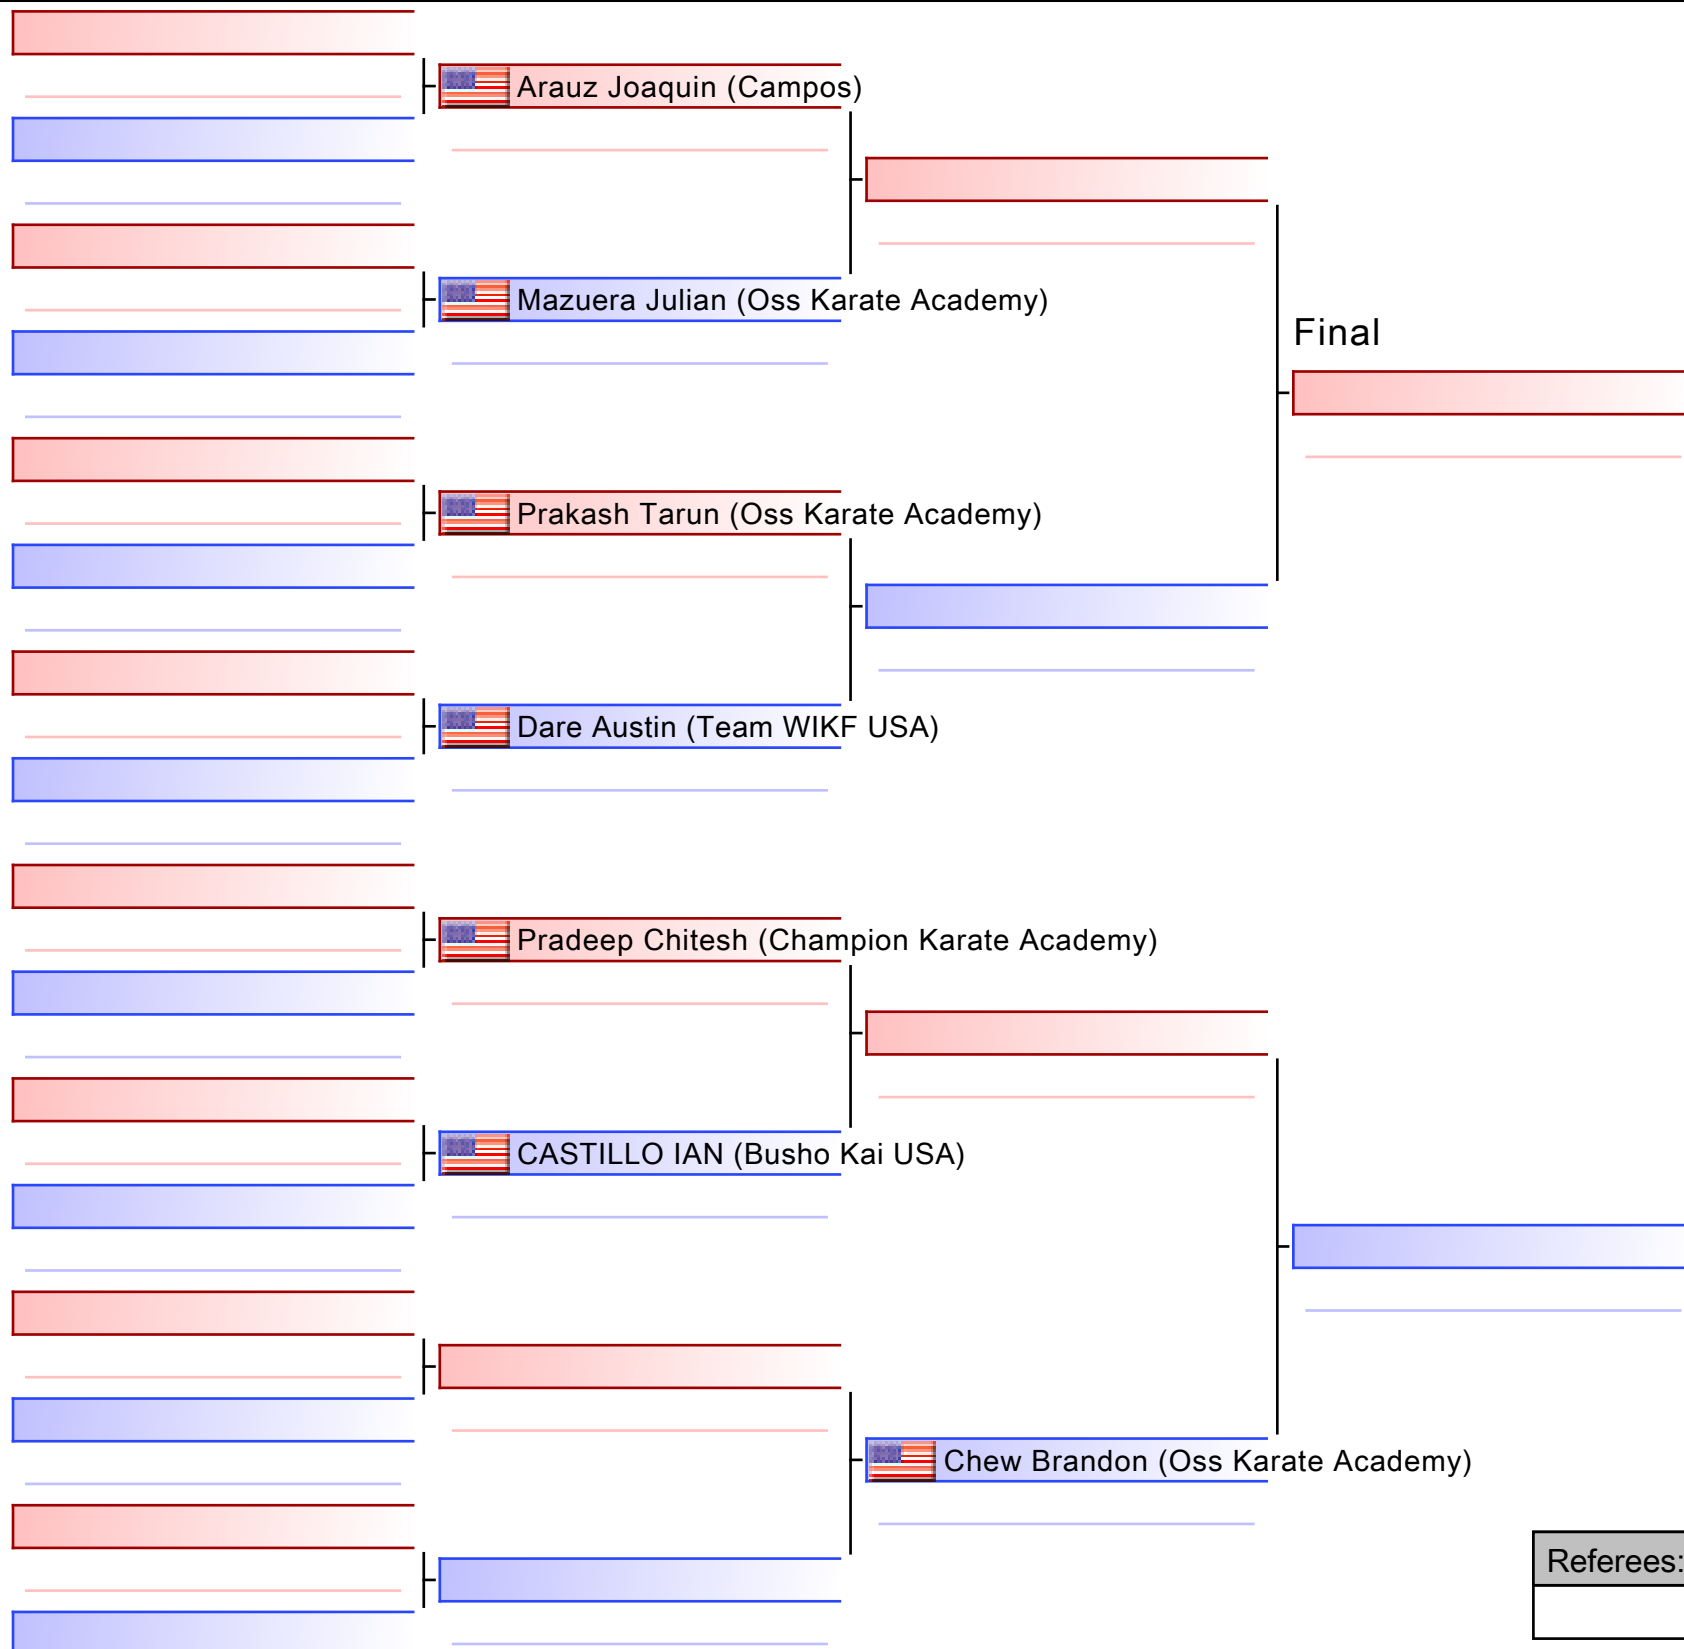 Arauz Joaquin (Campos)
Mazuera Julian (Oss Karate Academy)
Final
Prakash Tarun (Oss Karate Academy)
Dare Austin (Team WIKF USA)
Pradeep Chitesh (Champion Karate Academy)
CASTILLO IAN (Busho Kai USA)
Chew Brandon (Oss Karate Academy)
Referees: